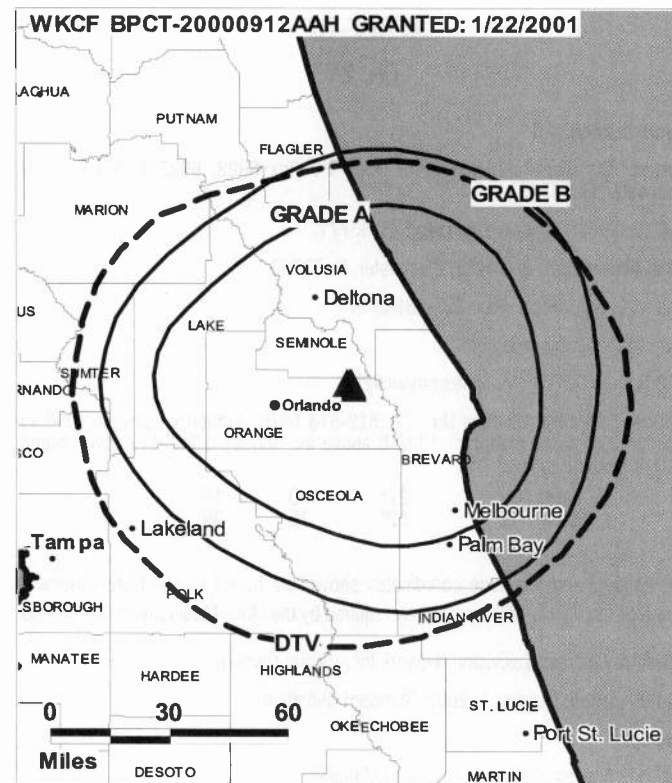 WKCF BPCT-20000912AAH GRANTED: 1/22/2001
LACHUA
PUTNAM
FLAGLER
GRADE B
MARION
GRADE A
VOLUSIA
Deltona
US
LAKE
SEMINOLE
SUMTER
RNANDO
Orlando
ORANGE
SCO
BREVARD
OSCEOLA
Melbourne
Lakeland
Tampa
Palm Bay
POLK
SBOROUGH
INDIAN RIVER
DTV
MANATEE
HIGHLANDS
HARDEE
ST. LUCIE
0 30 60
OKEECHOBEE
Port St. Lucie
Miles
DESOTO
MARTIN